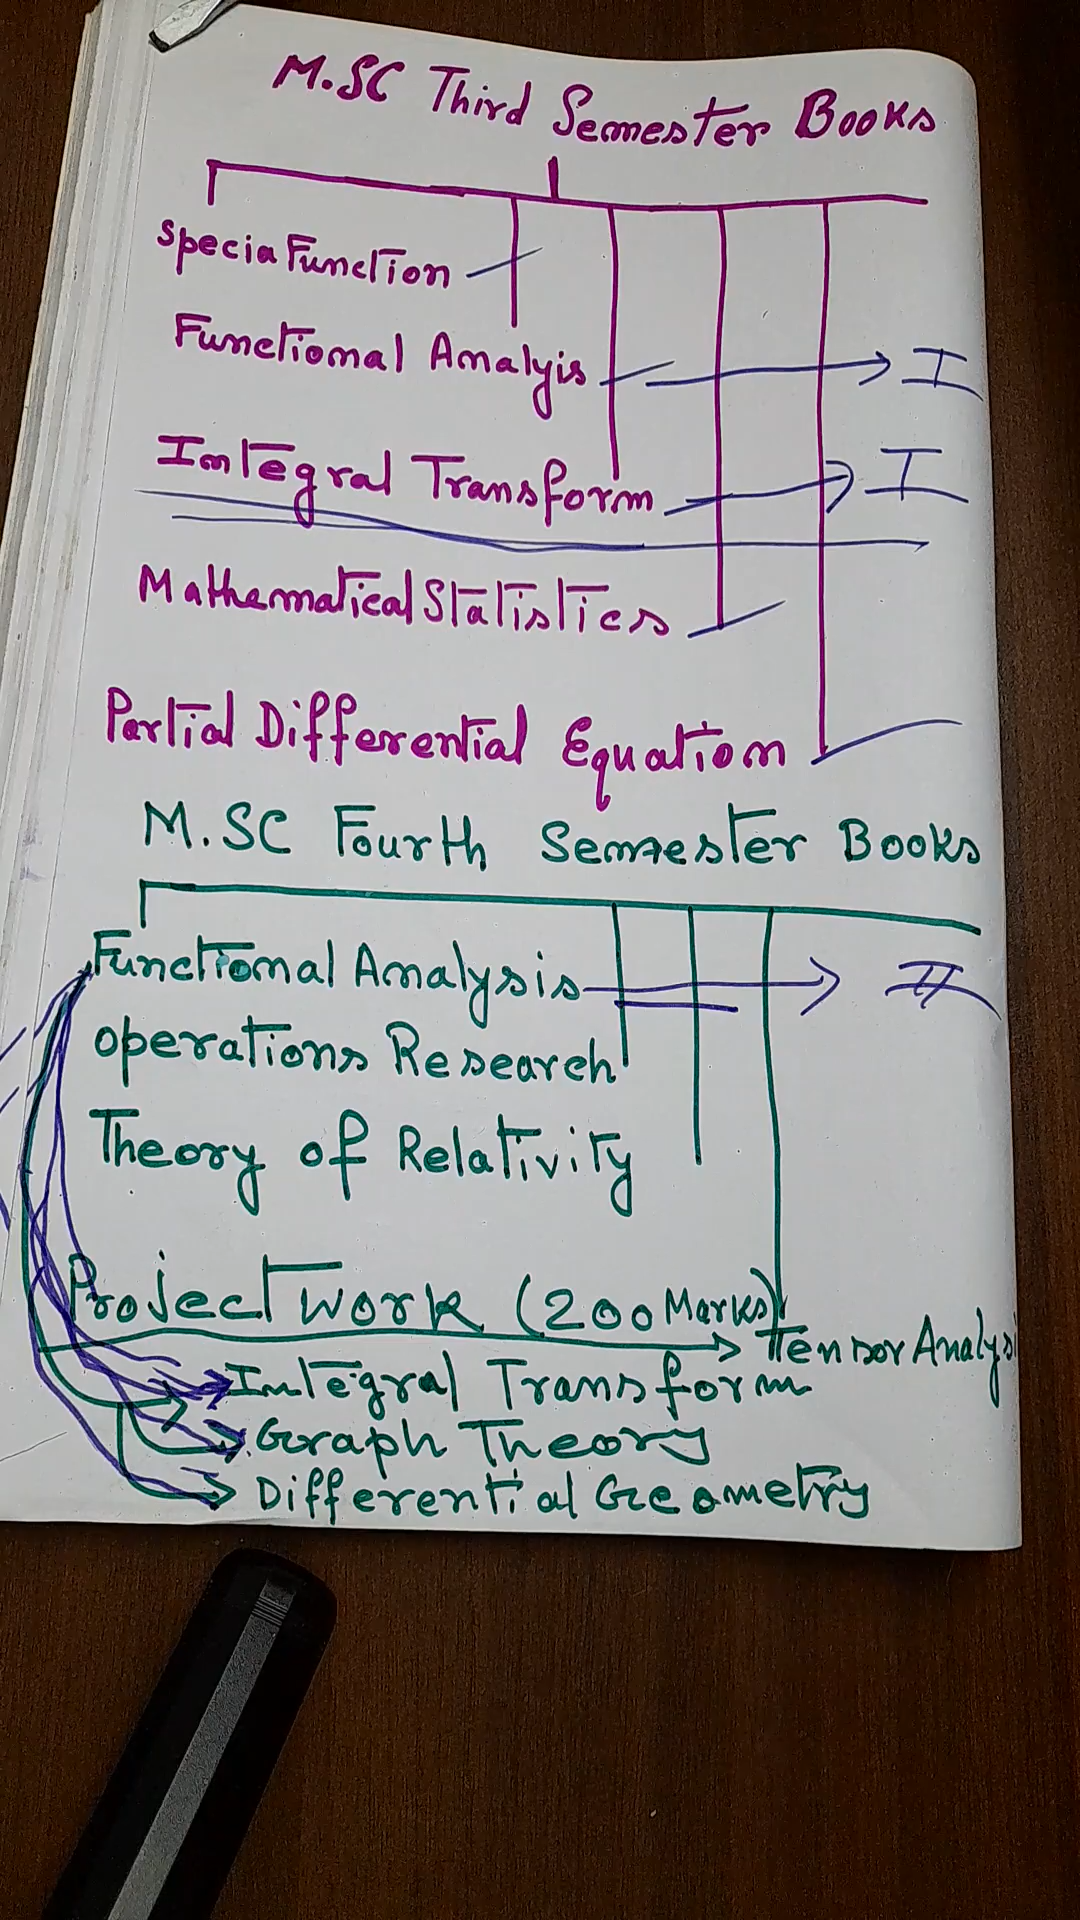 M.SC Third Semester Books
Specia Function
Functional Analyis → I
Integral Transform → I
Mathematical Statistics
Partial Differential Equation
M.SC Fourth Semester Books
Functional Analysis → II
operations Research
Theory of Relativity
Project Work (200 Marks)
→ Tensor Analysi
→ Integral Transform
→ Graph Theory
→ Differential Geometry